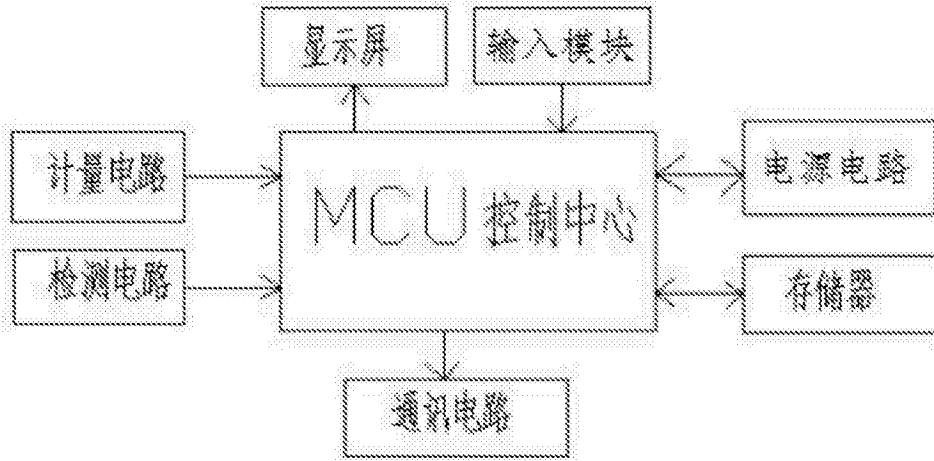 显示屏
输入模块
计量电路
电源电路
MCU 控制中心
检测电路
存储器
通讯电路